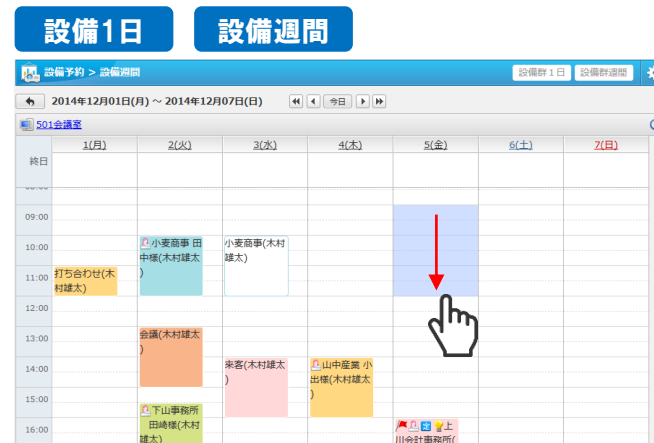 設備1日
設備週間
設備予約 > 設備週間
設備群1日
設備群週間
2014年12月01日(月) ～ 2014年12月07日(日)
今日
501会議室
1(月)
2(火)
3(水)
4(木)
5(金)
6(土)
7(日)
終日
09:00
10:00
小麦商事 田
中様(木村雄太
)
小麦商事(木村
雄太)
11:00
打ち合わせ(木
村雄太)
12:00
13:00
会議(木村雄太
)
14:00
来客(木村雄太
)
山中産業 小
出様(木村雄太
)
15:00
下山事務所
田崎様(木村
雄太)
16:00
定
上
川会計事務所(